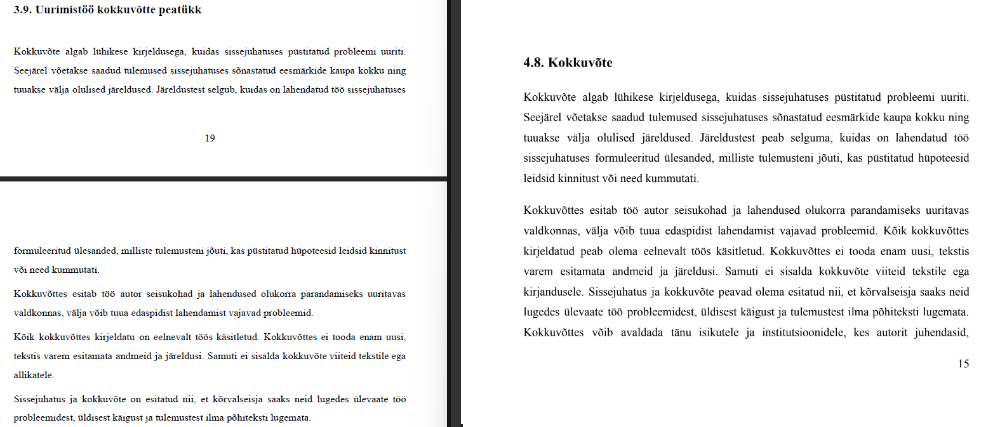 3.9. Uurimistöö kokkuvõtte peatükk
Kokkuvõte algab lühikese kirjeldusega, kuidas sissejuhatuses püstitatud probleemi uuriti.
Seejärel võetakse saadud tulemused sissejuhatuses sõnastatud eesmärkide kaupa kokku ning
tuuakse välja olulised järeldused. Järeldustest selgub, kuidas on lahendatud töö sissejuhatuses
19
formuleeritud ülesanded, milliste tulemusteni jõuti, kas püstitatud hüpoteesid leidsid kinnitust
või need kummutati.
Kokkuvõttes esitab töö autor seisukohad ja lahendused olukorra parandamiseks uuritavas
valdkonnas, välja võib tuua edaspidist lahendamist vajavad probleemid.
Kõik kokkuvõttes kirjeldatu on eelnevalt töös käsitletud. Kokkuvõttes ei tooda enam uusi,
tekstis varem esitamata andmeid ja järeldusi. Samuti ei sisalda kokkuvõte viiteid tekstile ega
allikatele.
Sissejuhatus ja kokkuvõte on esitatud nii, et kõrvalseisja saaks neid lugedes ülevaate töö
probleemidest, üldisest käigust ja tulemustest ilma põhiteksti lugemata.
4.8. Kokkuvõte
Kokkuvõte algab lühikese kirjeldusega, kuidas sissejuhatuses püstitatud probleemi uuriti.
Seejärel võetakse saadud tulemused sissejuhatuses sõnastatud eesmärkide kaupa kokku ning
tuuakse välja olulised järeldused. Järeldustest peab selguma, kuidas on lahendatud töö
sissejuhatuses formuleeritud ülesanded, milliste tulemusteni jõuti, kas püstitatud hüpoteesid
leidsid kinnitust või need kummutati.
Kokkuvõttes esitab töö autor seisukohad ja lahendused olukorra parandamiseks uuritavas
valdkonnas, välja võib tuua edaspidist lahendamist vajavad probleemid. Kõik kokkuvõttes
kirjeldatud peab olema eelnevalt töös käsitletud. Kokkuvõttes ei tooda enam uusi, tekstis
varem esitamata andmeid ja järeldusi. Samuti ei sisalda kokkuvõte viiteid tekstile ega
kirjandusele. Sissejuhatus ja kokkuvõte peavad olema esitatud nii, et kõrvalseisja saaks neid
lugedes ülevaate töö probleemidest, üldisest käigust ja tulemustest ilma põhiteksti lugemata.
Kokkuvõttes võib avaldada tänu isikutele ja institutsioonidele, kes autorit juhendasid,
15